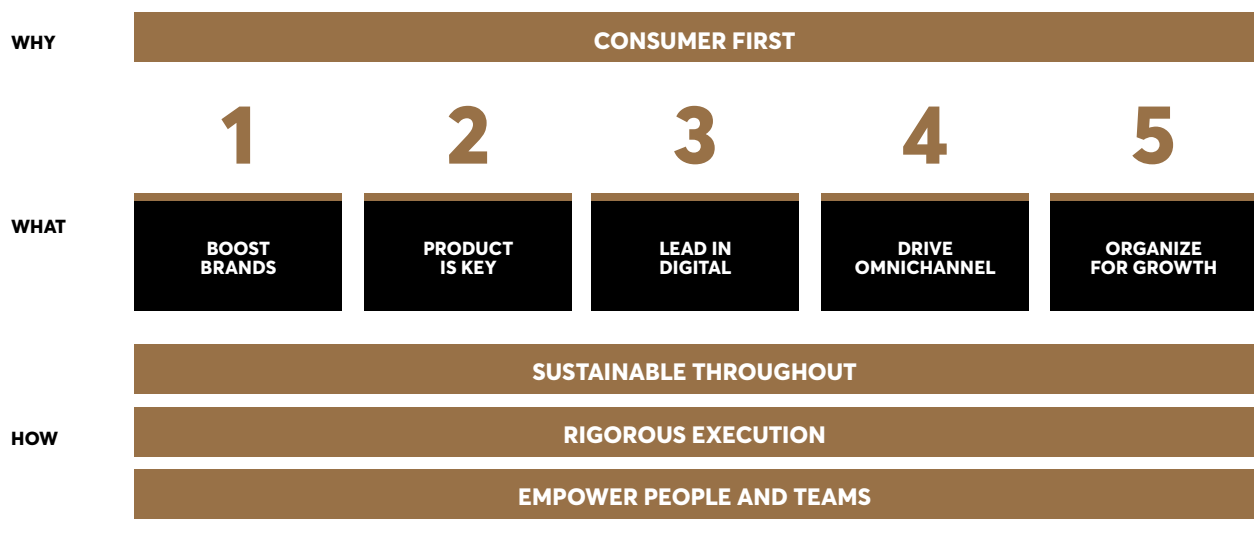 WHY
CONSUMER FIRST
1
2
3
4
5
WHAT
BOOST
BRANDS
PRODUCT
IS KEY
LEAD IN
DIGITAL
DRIVE
OMNICHANNEL
ORGANIZE
FOR GROWTH
HOW
SUSTAINABLE THROUGHOUT
RIGOROUS EXECUTION
EMPOWER PEOPLE AND TEAMS